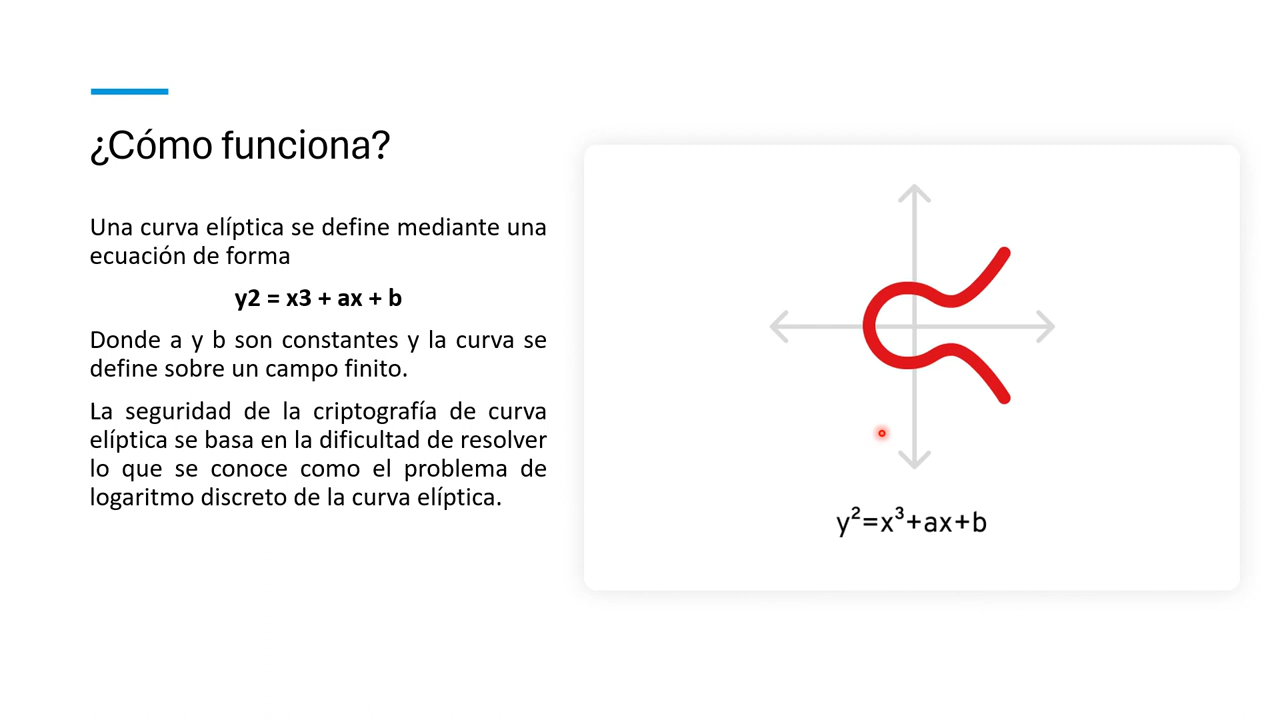 ¿Cómo funciona?
Una curva elíptica se define mediante una
ecuación de forma
y2 = x3 + ax + b
Donde a y b son constantes y la curva se
define sobre un campo finito.
La seguridad de la criptografía de curva
elíptica se basa en la dificultad de resolver
lo que se conoce como el problema de
logaritmo discreto de la curva elíptica.
y²=x³+ax+b